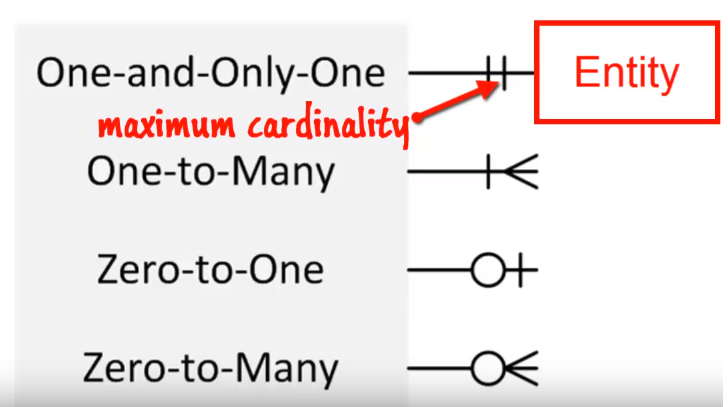 One-and-Only-One
Entity
maximum cardinality
One-to-Many
Zero-to-One
Zero-to-Many